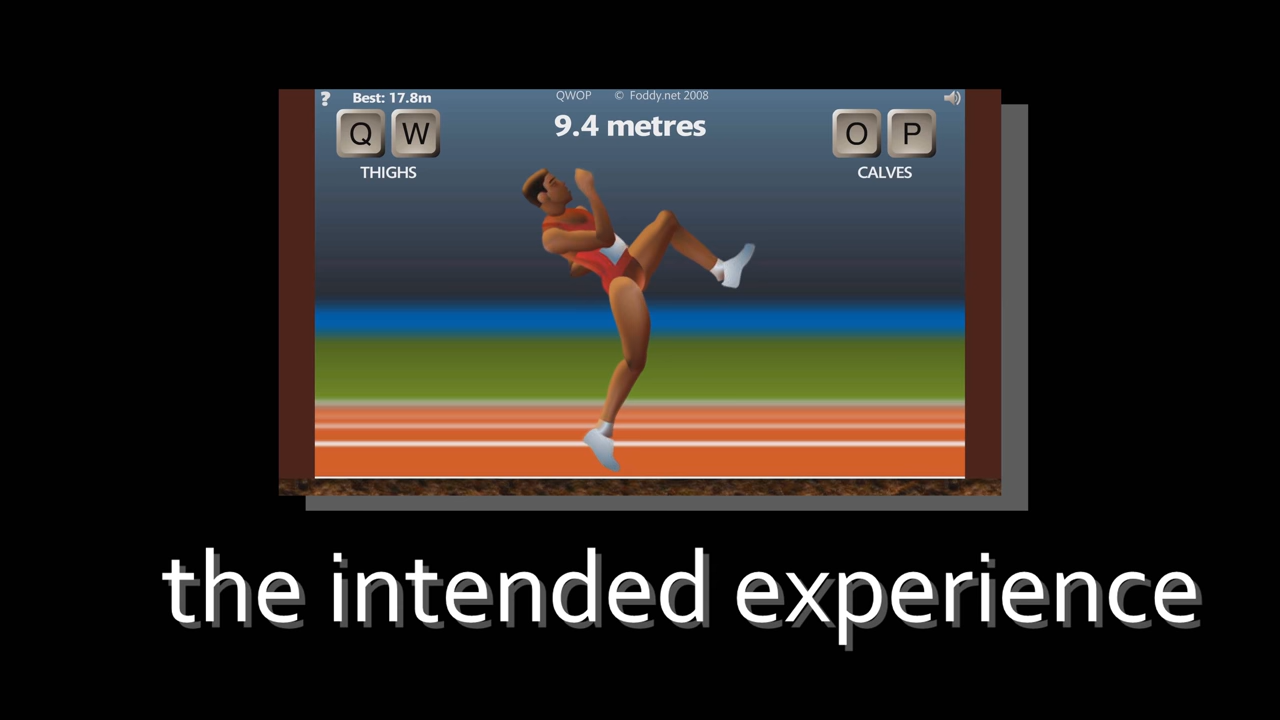 ? Best: 17.8m QWOP © Foddy.net 2008
Q W 9.4 metres O P
THIGHS CALVES
the intended experience